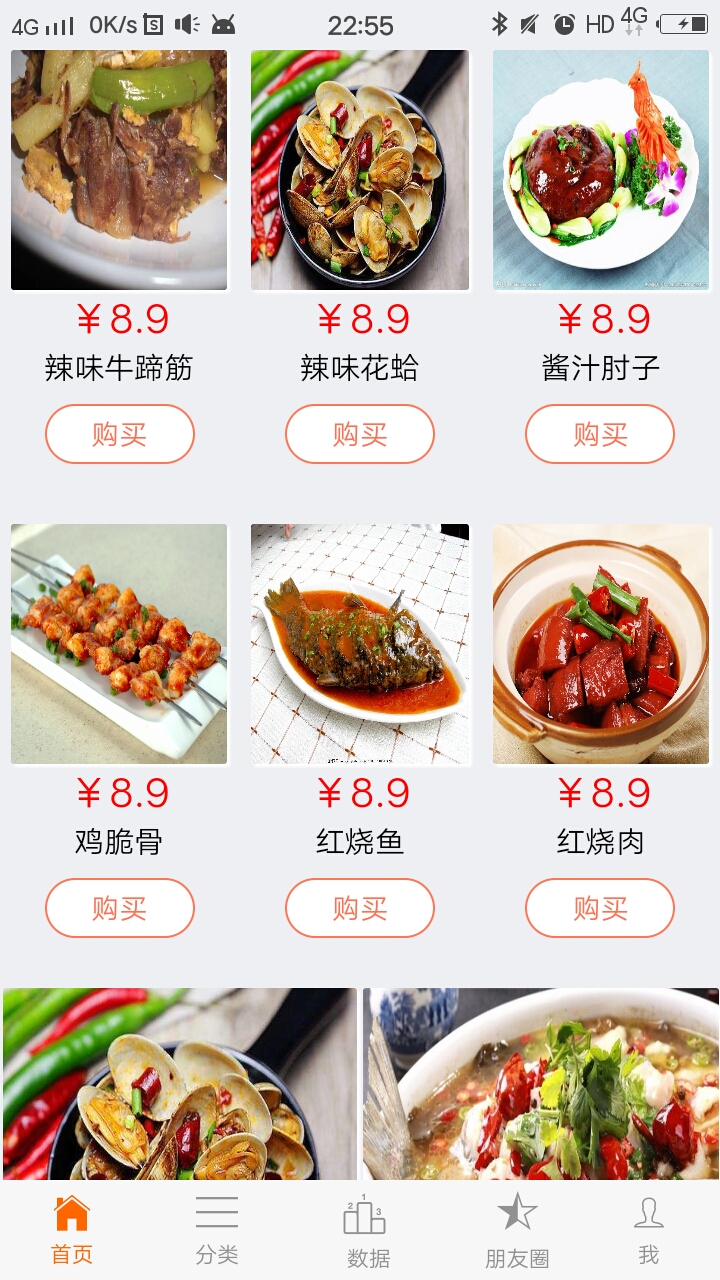 4G 0K/s S 22:55 HD 4G
￥8.9 ￥8.9 ￥8.9
辣味牛蹄筋 辣味花蛤 酱汁肘子
购买 购买 购买
￥8.9 ￥8.9 ￥8.9
鸡脆骨 红烧鱼 红烧肉
购买 购买 购买
2 1 3
首页 分类 数据 朋友圈 我